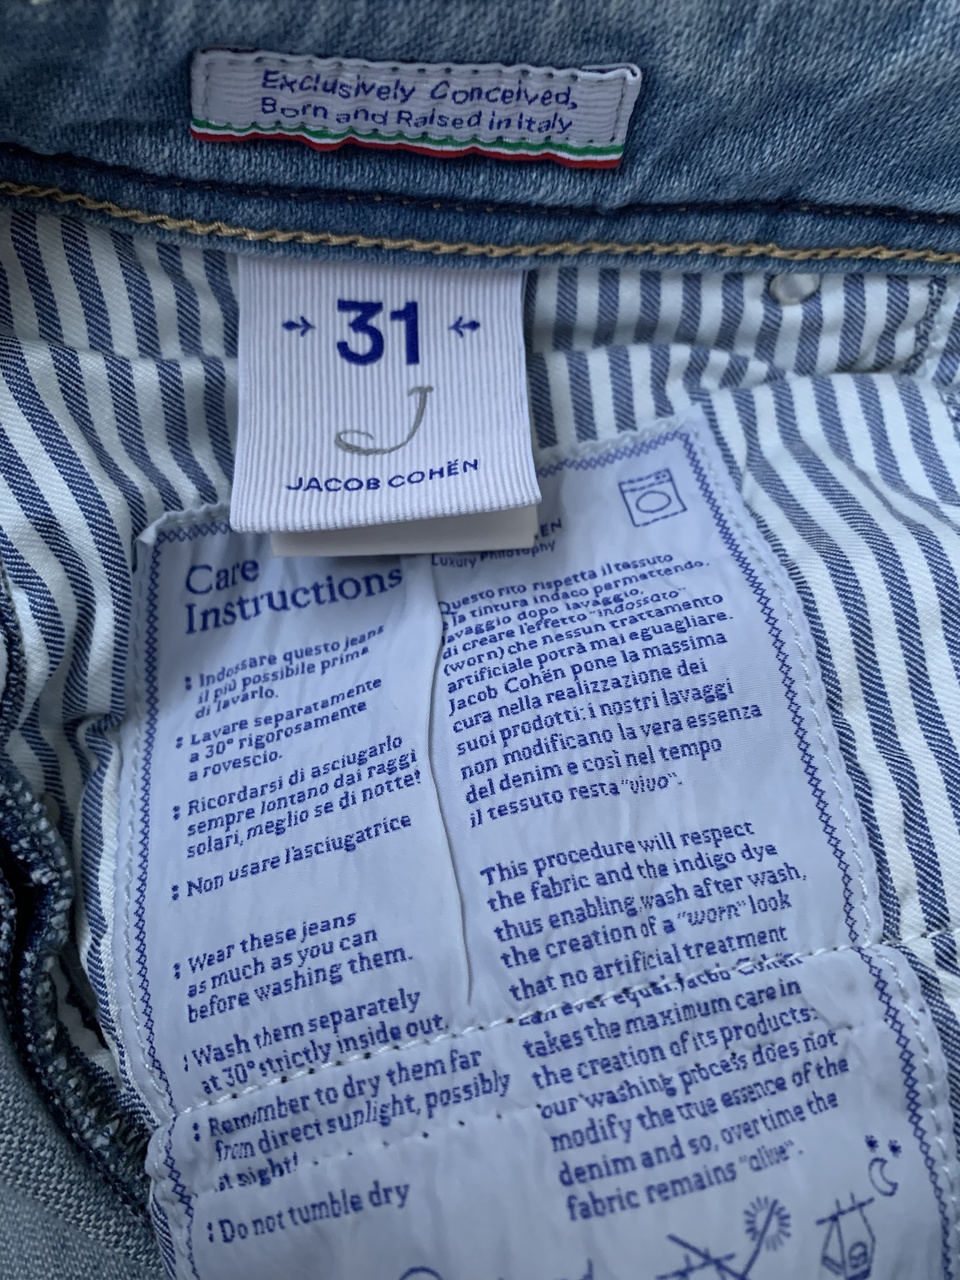 Exclusively Conceived,
Born and Raised in Italy
31
J
JACOB COHËN
Care
Instructions
: Indossare questo jeans
il più possibile prima
di lavarlo.
: Lavare separatamente
a 30° rigorosamente
a rovescio.
: Ricordarsi di asciugarlo
sempre lontano dai raggi
solari, meglio se di notte!
: Non usare l'asciugatrice
: Wear these jeans
as much as you can
before washing them.
: Wash them separately
at 30° strictly inside out.
: Remember to dry them far
from direct sunlight, possibly
at night!
: Do not tumble dry
Luxury Philosophy
Questo rito rispetta il tessuto
la tintura indaco permettendo,
lavaggio dopo lavaggio,
di creare l'effetto "indossato"
(worn) che nessun trattamento
artificiale potrà mai eguagliare.
Jacob Cohën pone la massima
cura nella realizzazione dei
suoi prodotti: i nostri lavaggi
non modificano la vera essenza
del denim e così nel tempo
il tessuto resta "vivo".
This procedure will respect
the fabric and the indigo dye
thus enabling, wash after wash,
the creation of a "worn" look
that no artificial treatment
can ever equal. Jacob Cohën
takes the maximum care in
the creation of its products:
our washing process does not
modify the true essence of the
denim and so, overtime the
fabric remains "alive".